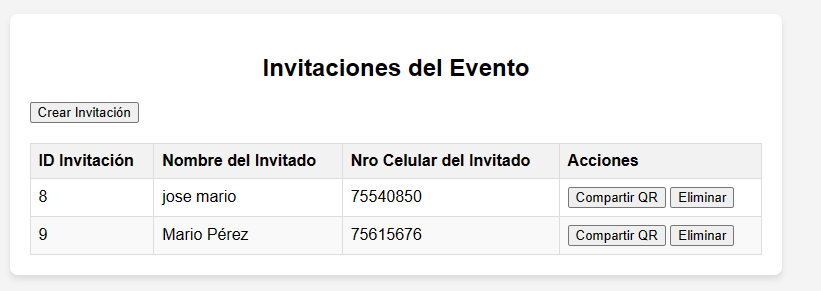 Invitaciones del Evento
Crear Invitación
ID Invitación Nombre del Invitado Nro Celular del Invitado Acciones
8 jose mario 75540850 Compartir QR Eliminar
9 Mario Pérez 75615676 Compartir QR Eliminar